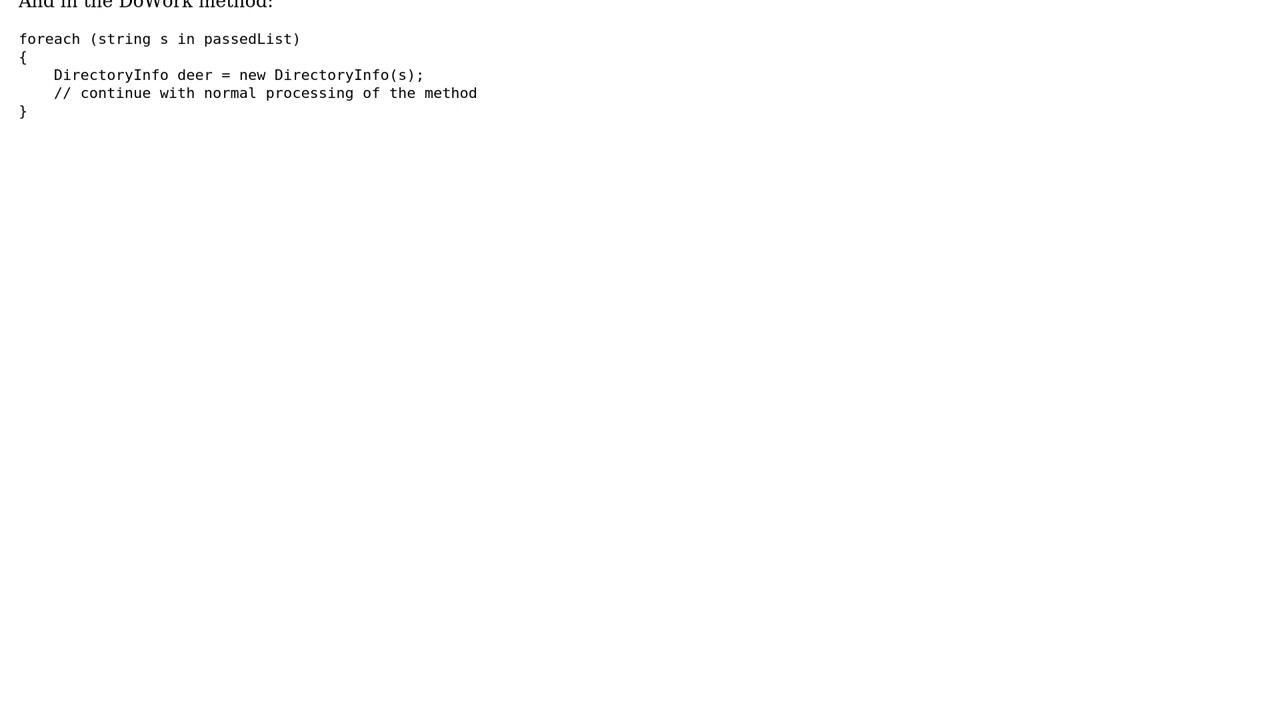 And in the DoWork method:
foreach (string s in passedList)
{
    DirectoryInfo deer = new DirectoryInfo(s);
    // continue with normal processing of the method
}